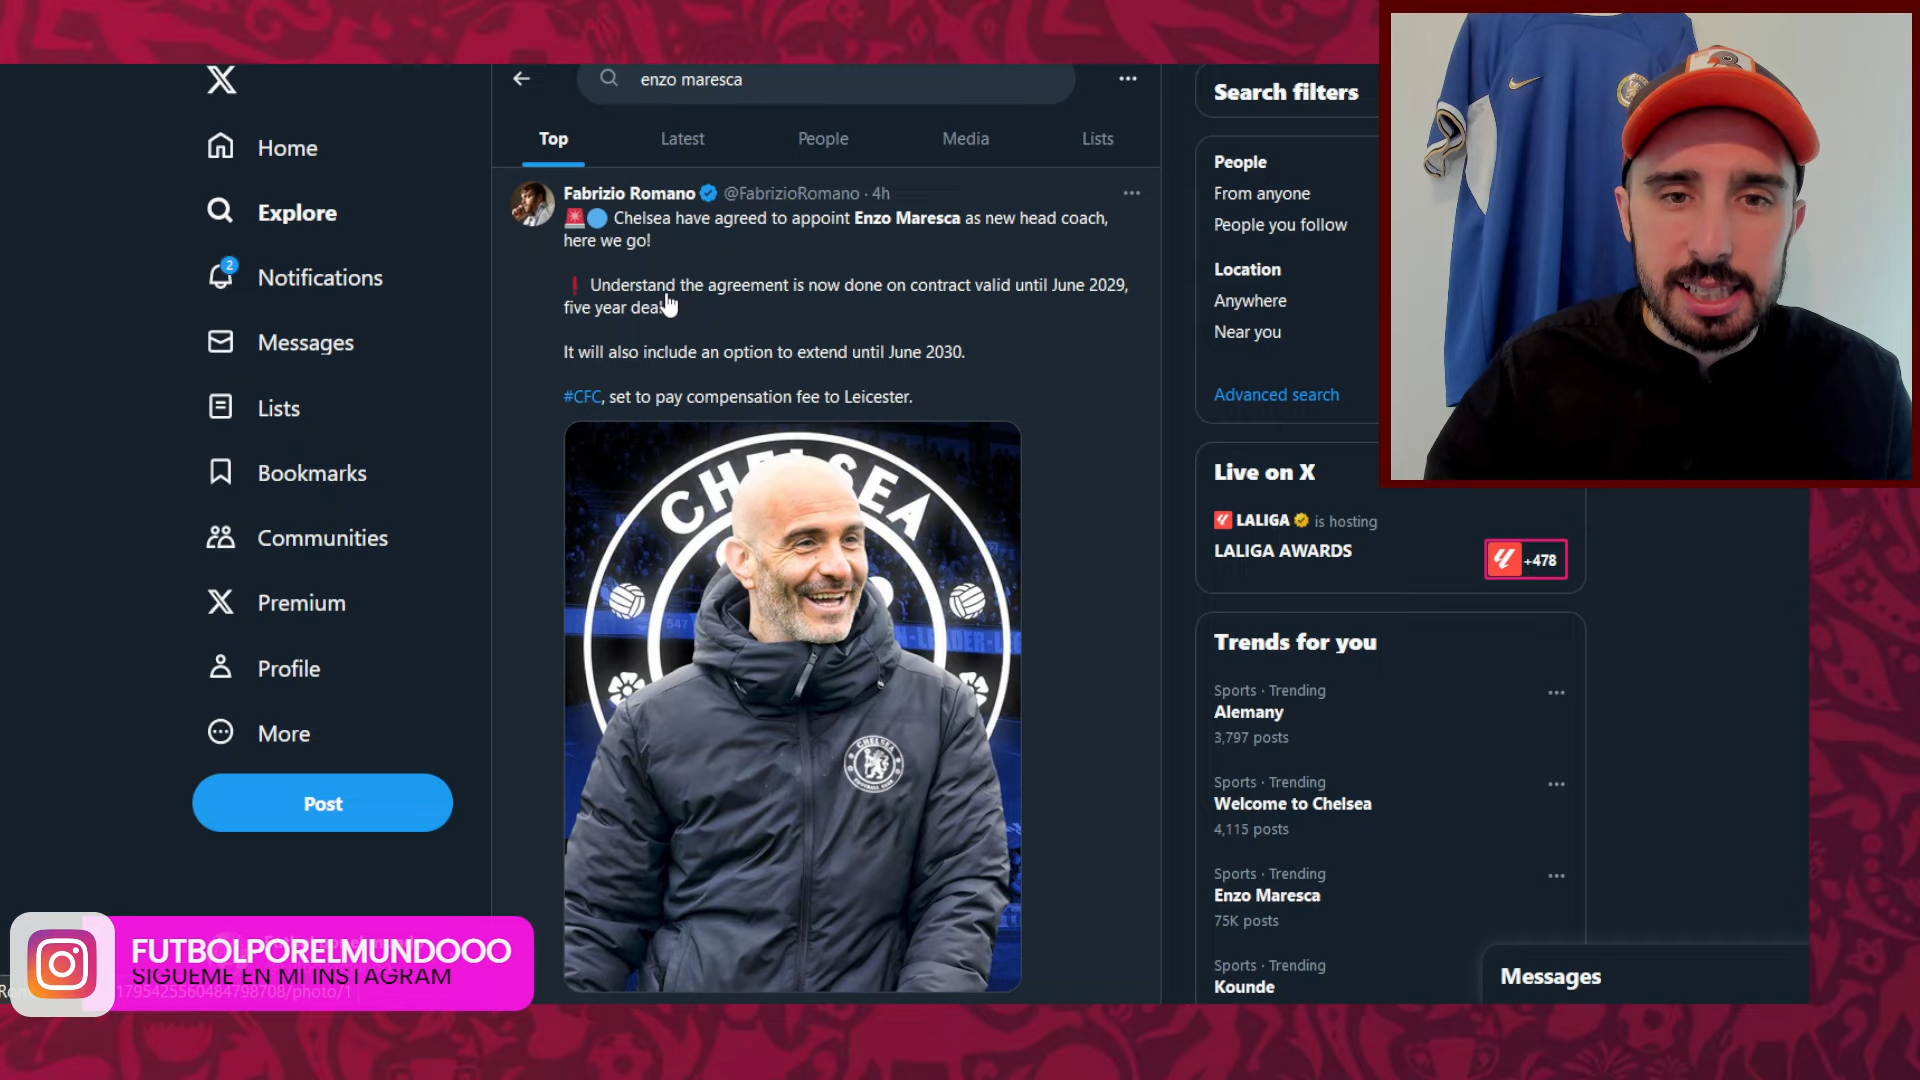 enzo maresca
Top
Latest
People
Media
Lists
Home
Explore
2
Notifications
Messages
Lists
Bookmarks
Communities
Premium
Profile
More
Post
Fabrizio Romano @FabrizioRomano · 4h
Chelsea have agreed to appoint Enzo Maresca as new head coach,
here we go!
Understand the agreement is now done on contract valid until June 2029,
five year deal
It will also include an option to extend until June 2030.
#CFC, set to pay compensation fee to Leicester.
CHELSEA
CHELSEA
FOOTBALL CLUB
Search filters
People
From anyone
People you follow
Location
Anywhere
Near you
Advanced search
Live on X
LALIGA is hosting
LALIGA AWARDS
+478
Trends for you
Sports · Trending
Alemany
3,797 posts
Sports · Trending
Welcome to Chelsea
4,115 posts
Sports · Trending
Enzo Maresca
75K posts
Sports · Trending
Kounde
Messages
FUTBOLPORELMUNDOOO
SIGUEME EN MI INSTAGRAM
1795425560484798708/photo/1